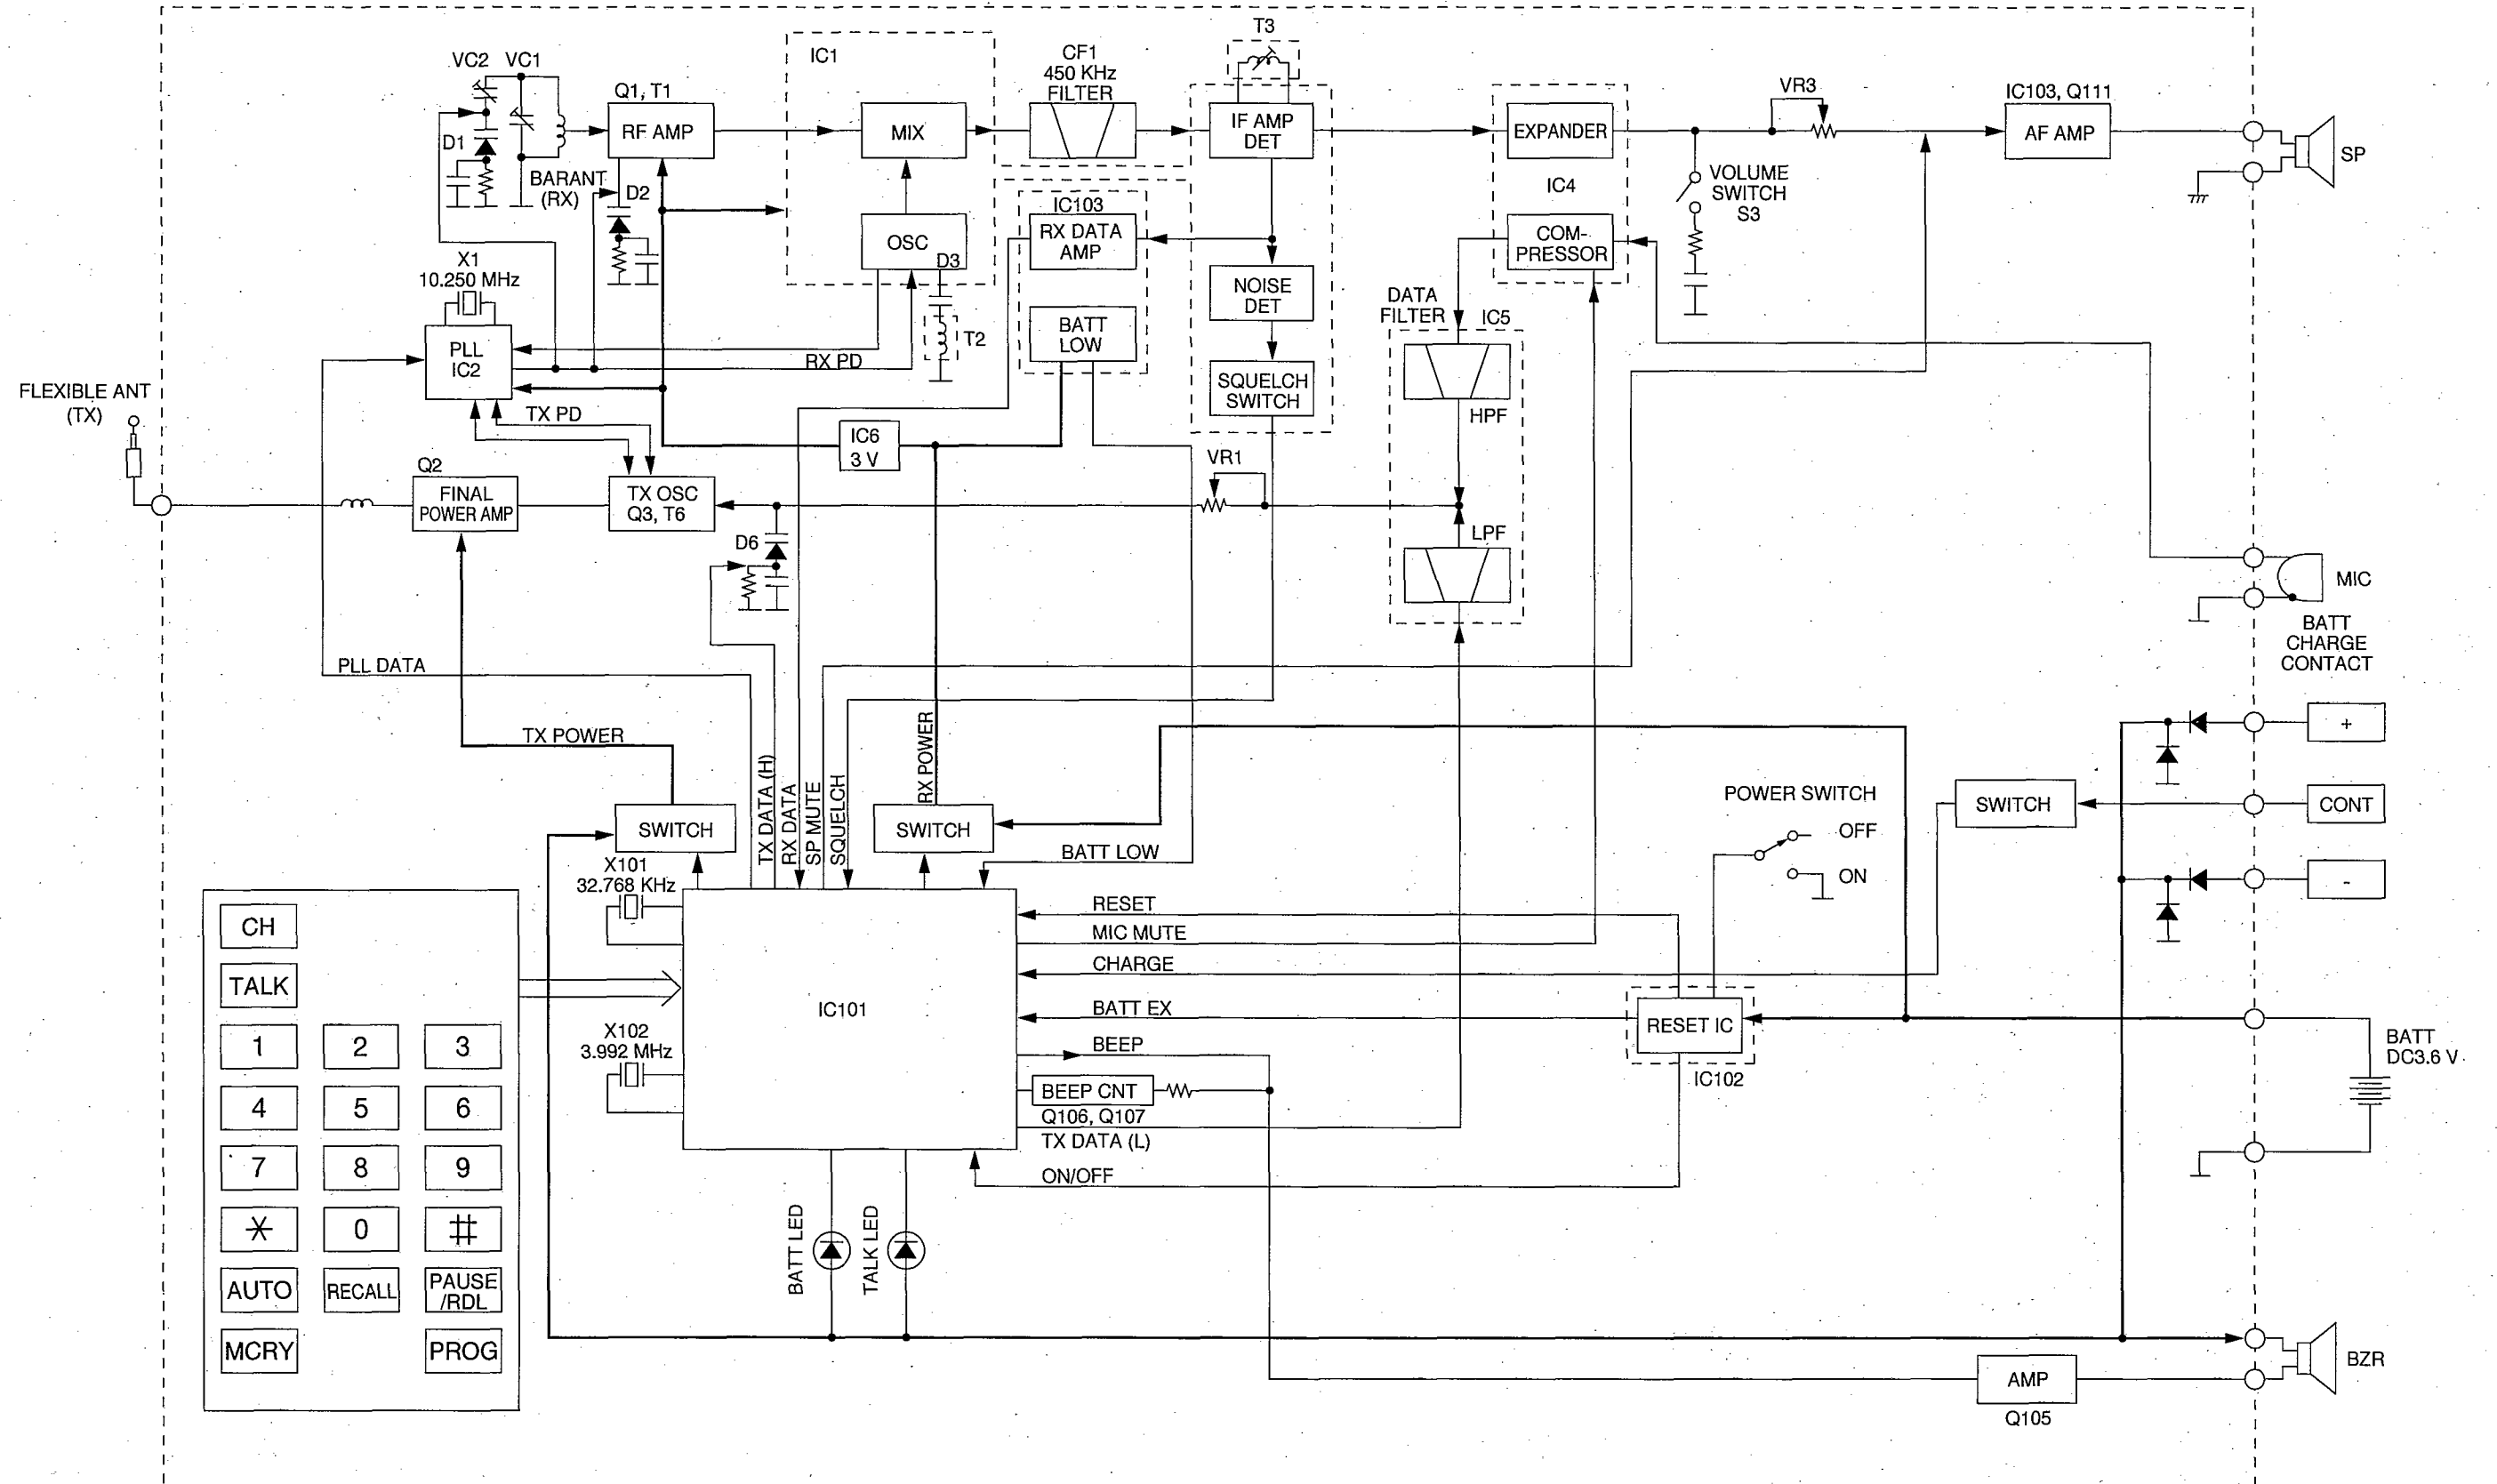 T3
VC2
VC1
IC1
CF1
450 KHz
FILTER
Q1, T1
VR3
IC103, Q111
RF AMP
MIX
IF AMP
DET
EXPANDER
AF AMP
SP
D1
BARANT
(RX)
D2
IC4
VOLUME
SWITCH
S3
IC103
RX DATA
AMP
OSC
D3
COM-
PRESSOR
X1
10.250 MHz
NOISE
DET
DATA
FILTER
IC5
BATT
LOW
T2
PLL
IC2
RX PD
SQUELCH
SWITCH
FLEXIBLE ANT
(TX)
TX PD
HPF
IC6
3 V
VR1
Q2
FINAL
POWER AMP
TX OSC
Q3, T6
LPF
D6
MIC
BATT
CHARGE
CONTACT
PLL DATA
TX POWER
TX DATA (H)
RX DATA
SP MUTE
SQUELCH
RX POWER
+
POWER SWITCH
SWITCH
CONT
SWITCH
SWITCH
OFF
BATT LOW
X101
32.768 KHz
ON
-
RESET
MIC MUTE
CHARGE
CH
TALK
IC101
BATT EX
RESET IC
IC102
X102
3.992 MHz
BEEP
BATT
DC3.6 V
1
2
3
BEEP CNT
Q106, Q107
TX DATA (L)
4
5
6
7
8
9
ON/OFF
*
0
#
BATT LED
TALK LED
AUTO
RECALL
PAUSE
/RDL
MCRY
PROG
BZR
AMP
Q105